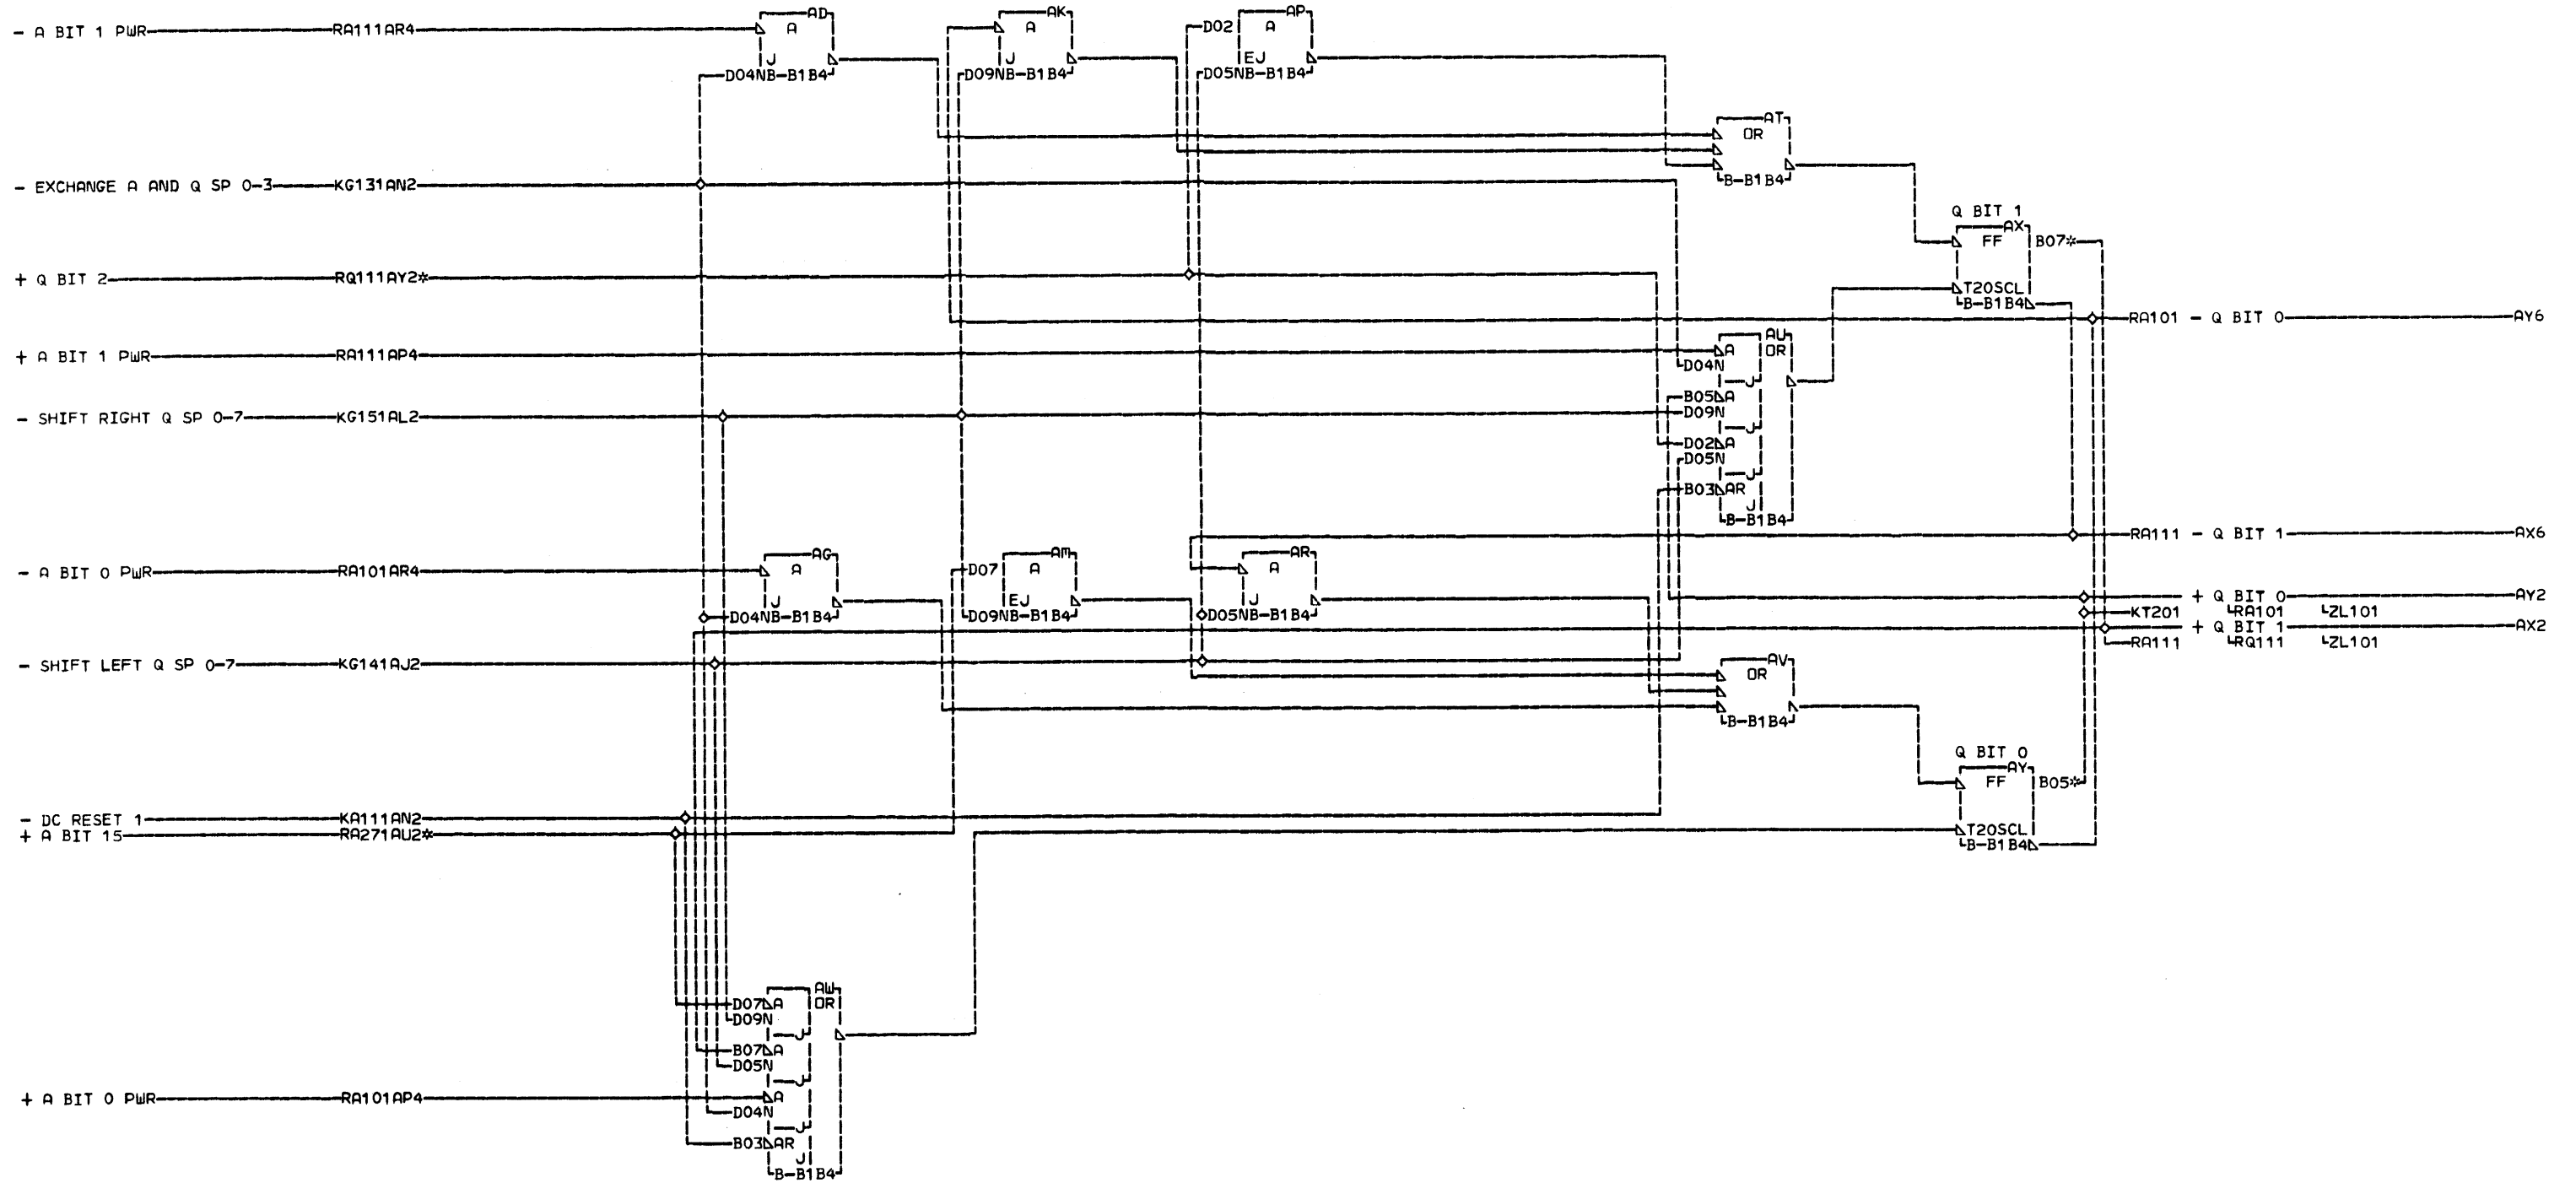 AD
AK
AP
- A BIT 1 PWR RA111AR4 A A D02 A
J J EJ
D04NB-B1B4 D09NB-B1B4 D05NB-B1B4
AT
OR
B-B1B4
- EXCHANGE A AND Q SP 0-3 KG131AN2
Q BIT 1
AX
FF B07*
+ Q BIT 2 RQ111AY2*
T20SCL
B-B1B4
RA101 - Q BIT 0 AY6
AU
+ A BIT 1 PWR RA111AP4 A OR
D04N
J
B05 A
- SHIFT RIGHT Q SP 0-7 KG151AL2 D09N
J
D02 A
D05N
J
B03 AR
J
B-B1B4
RA111 - Q BIT 1 AX6
AG AM AR
- A BIT 0 PWR RA101AR4 A D07 A A
J EJ J
+ Q BIT 0 AY2
D04NB-B1B4 D09NB-B1B4 D05NB-B1B4 KT201 RA101 ZL101
+ Q BIT 1 AX2
RA111 RQ111 ZL101
- SHIFT LEFT Q SP 0-7 KG141AJ2
AV
OR
B-B1B4
Q BIT 0
AY
FF B05*
- DC RESET 1 KA111AN2
+ A BIT 15 RA271AU2*
T20SCL
B-B1B4
AW
D07 A OR
D09N
J
B07 A
D05N
J
+ A BIT 0 PWR RA101AP4 A
D04N
J
B03 AR
J
B-B1B4